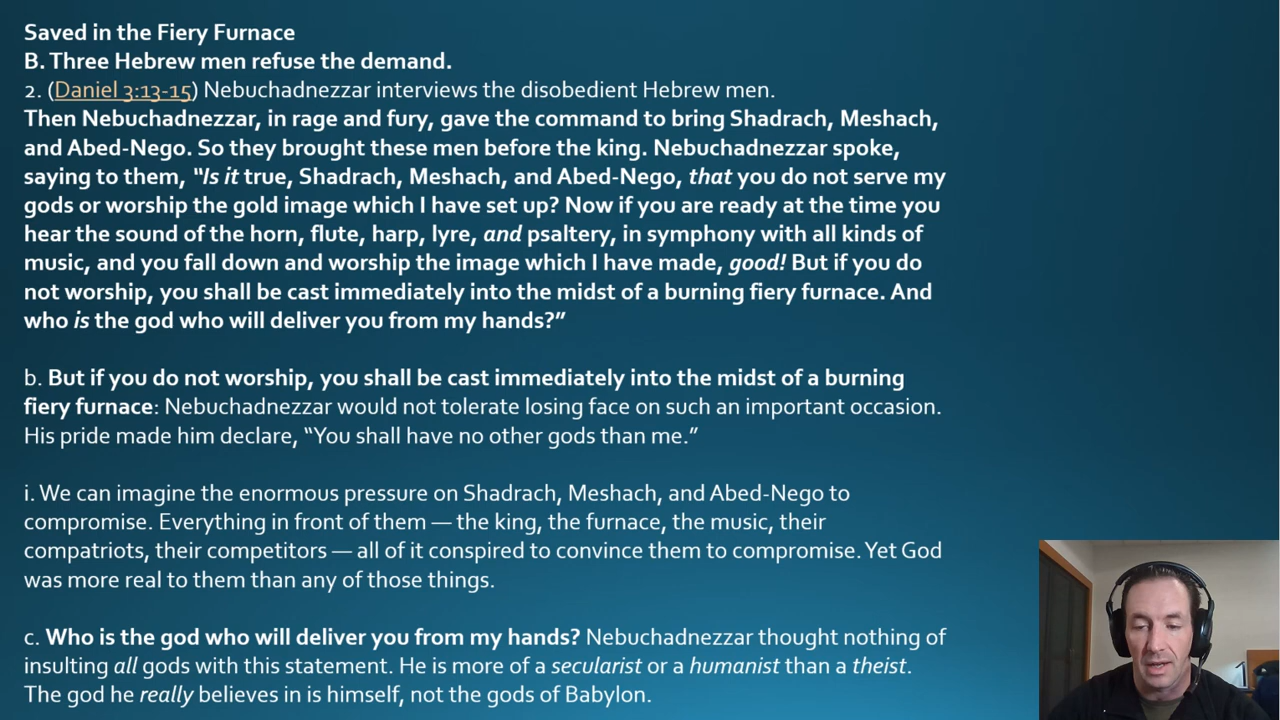 Saved in the Fiery Furnace
B. Three Hebrew men refuse the demand.
2. (Daniel 3:13-15) Nebuchadnezzar interviews the disobedient Hebrew men.
Then Nebuchadnezzar, in rage and fury, gave the command to bring Shadrach, Meshach,
and Abed-Nego. So they brought these men before the king. Nebuchadnezzar spoke,
saying to them, “Is it true, Shadrach, Meshach, and Abed-Nego, that you do not serve my
gods or worship the gold image which I have set up? Now if you are ready at the time you
hear the sound of the horn, flute, harp, lyre, and psaltery, in symphony with all kinds of
music, and you fall down and worship the image which I have made, good! But if you do
not worship, you shall be cast immediately into the midst of a burning fiery furnace. And
who is the god who will deliver you from my hands?”
b. But if you do not worship, you shall be cast immediately into the midst of a burning
fiery furnace: Nebuchadnezzar would not tolerate losing face on such an important occasion.
His pride made him declare, “You shall have no other gods than me.”
i. We can imagine the enormous pressure on Shadrach, Meshach, and Abed-Nego to
compromise. Everything in front of them — the king, the furnace, the music, their
compatriots, their competitors — all of it conspired to convince them to compromise. Yet God
was more real to them than any of those things.
c. Who is the god who will deliver you from my hands? Nebuchadnezzar thought nothing of
insulting all gods with this statement. He is more of a secularist or a humanist than a theist.
The god he really believes in is himself, not the gods of Babylon.